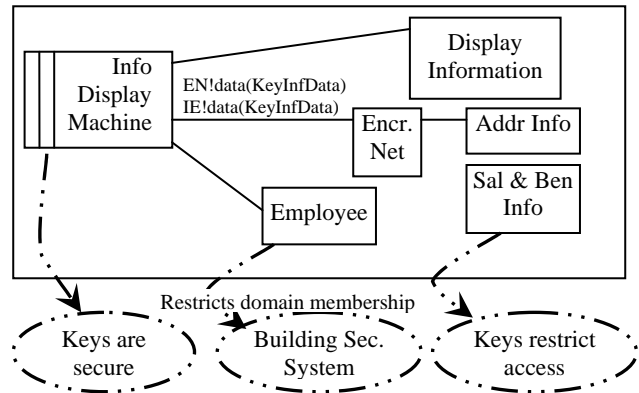 Info
Display
Machine
Display
Information
EN!data(KeyInfData)
IE!data(KeyInfData)
Encr.
Net
Addr Info
Sal & Ben
Info
Employee
Restricts domain membership
Keys are
secure
Building Sec.
System
Keys restrict
access